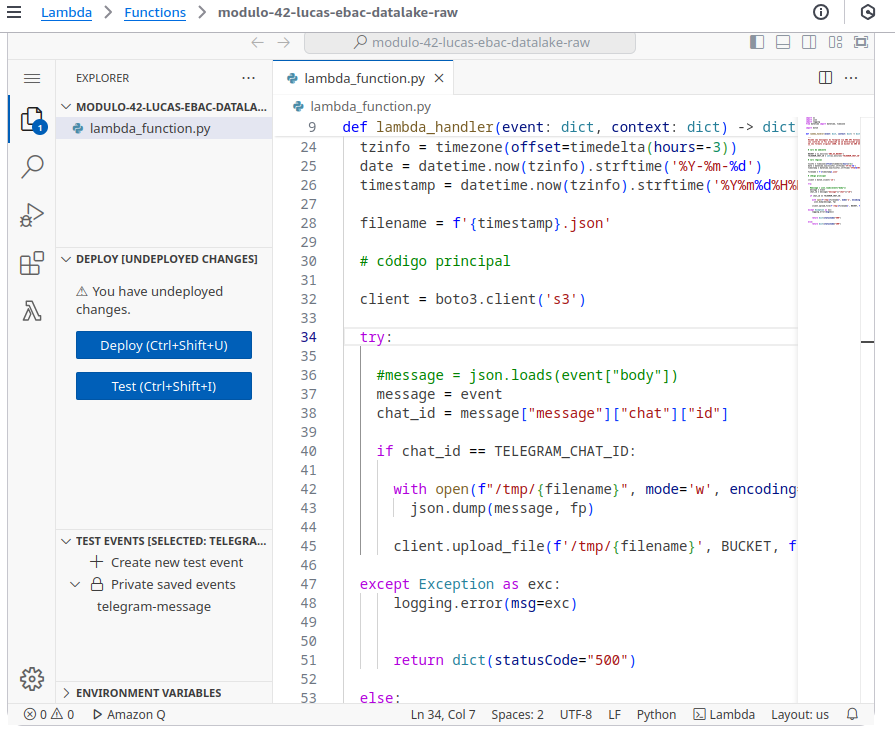 Lambda > Functions > modulo-42-lucas-ebac-datalake-raw
modulo-42-lucas-ebac-datalake-raw
EXPLORER
MODULO-42-LUCAS-EBAC-DATALA...
lambda_function.py
1
DEPLOY [UNDEPLOYED CHANGES]
You have undeployed
changes.
Deploy (Ctrl+Shift+U)
Test (Ctrl+Shift+I)
TEST EVENTS [SELECTED: TELEGRA...
Create new test event
Private saved events
telegram-message
ENVIRONMENT VARIABLES
lambda_function.py
lambda_function.py
9 def lambda_handler(event: dict, context: dict) -> dict
24 tzinfo = timezone(offset=timedelta(hours=-3))
25 date = datetime.now(tzinfo).strftime('%Y-%m-%d')
26 timestamp = datetime.now(tzinfo).strftime('%Y%m%d%H%
27
28 filename = f'{timestamp}.json'
29
30 # código principal
31
32 client = boto3.client('s3')
33
34 try:
35
36 #message = json.loads(event["body"])
37 message = event
38 chat_id = message["message"]["chat"]["id"]
39
40 if chat_id == TELEGRAM_CHAT_ID:
41
42 with open(f"/tmp/{filename}", mode='w', encoding
43 json.dump(message, fp)
44
45 client.upload_file(f'/tmp/{filename}', BUCKET, f
46
47 except Exception as exc:
48 logging.error(msg=exc)
49
50
51 return dict(statusCode="500")
52
53 else:
0 0 Amazon Q Ln 34, Col 7 Spaces: 2 UTF-8 LF Python Lambda Layout: us